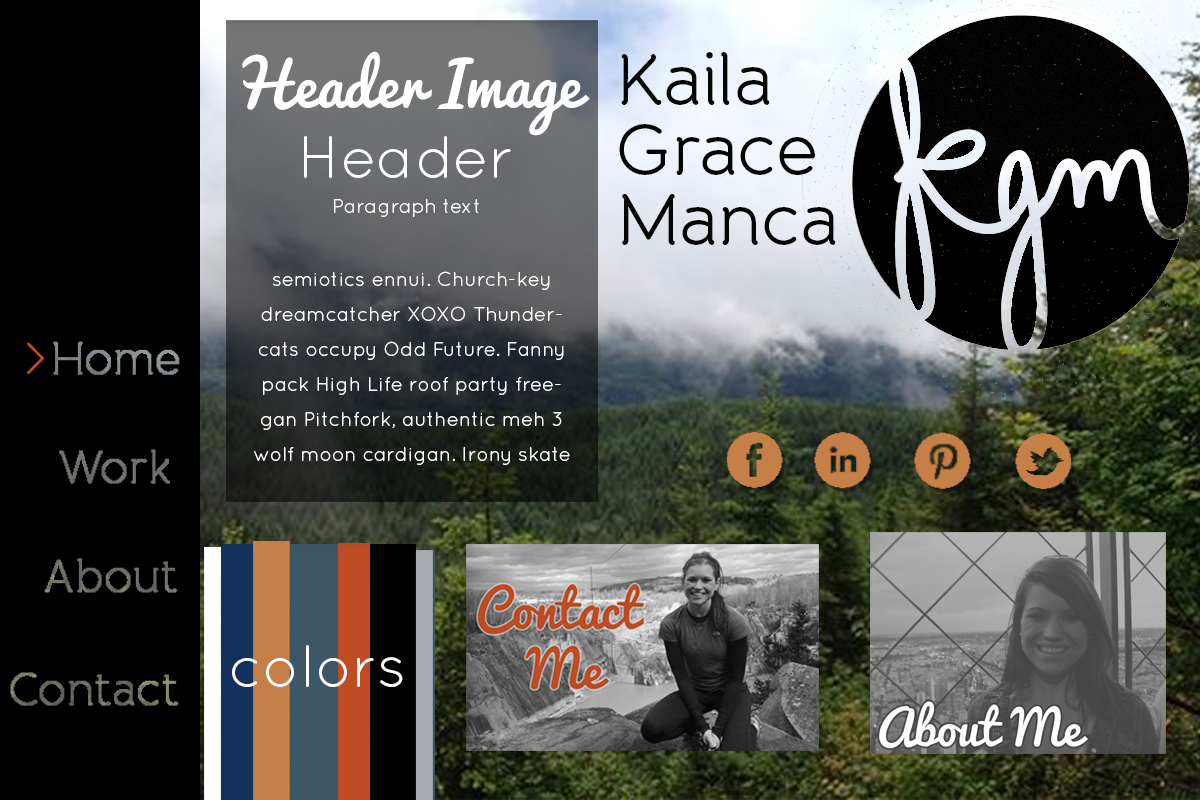 Header Image
Header
Paragraph text
semiotics ennui. Church-key
dreamcatcher XOXO Thunder-
cats occupy Odd Future. Fanny
pack High Life roof party free-
gan Pitchfork, authentic meh 3
wolf moon cardigan. Irony skate
Kaila
Grace
Manca
kgm
Home
Work
About
Contact
f
in
P
colors
Contact
Me
About Me